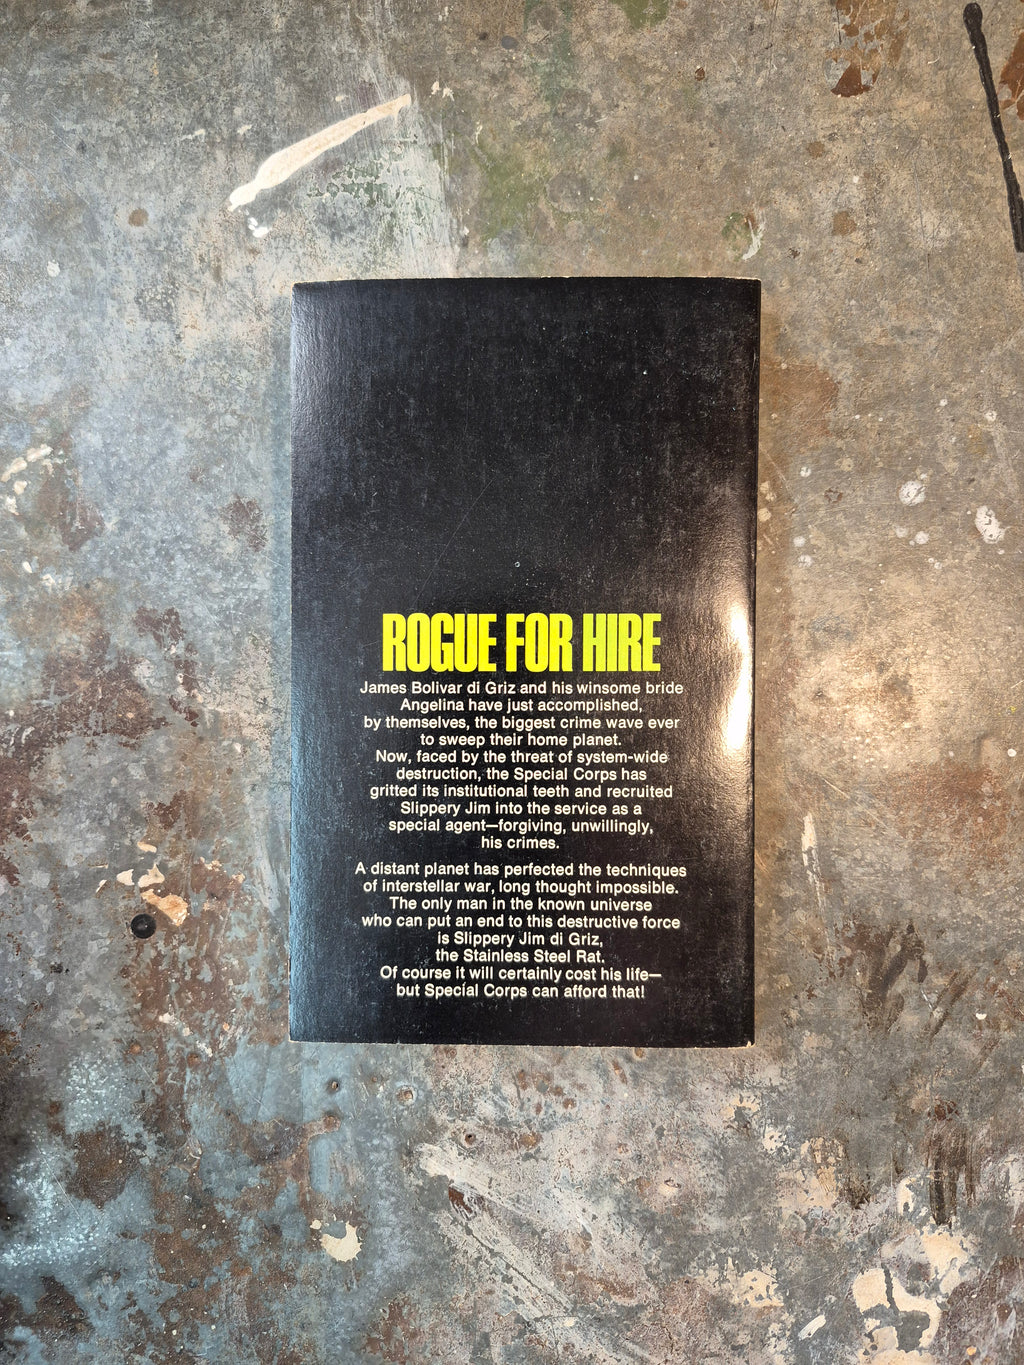 ROGUE FOR HIRE
James Bolivar di Griz and his winsome bride
Angelina have just accomplished,
by themselves, the biggest crime wave ever
to sweep their home planet.
Now, faced by the threat of system-wide
destruction, the Special Corps has
gritted its institutional teeth and recruited
Slippery Jim into the service as a
special agent—forgiving, unwillingly,
his crimes.
A distant planet has perfected the techniques
of interstellar war, long thought impossible.
The only man in the known universe
who can put an end to this destructive force
is Slippery Jim di Griz,
the Stainless Steel Rat.
Of course it will certainly cost his life—
but Special Corps can afford that!